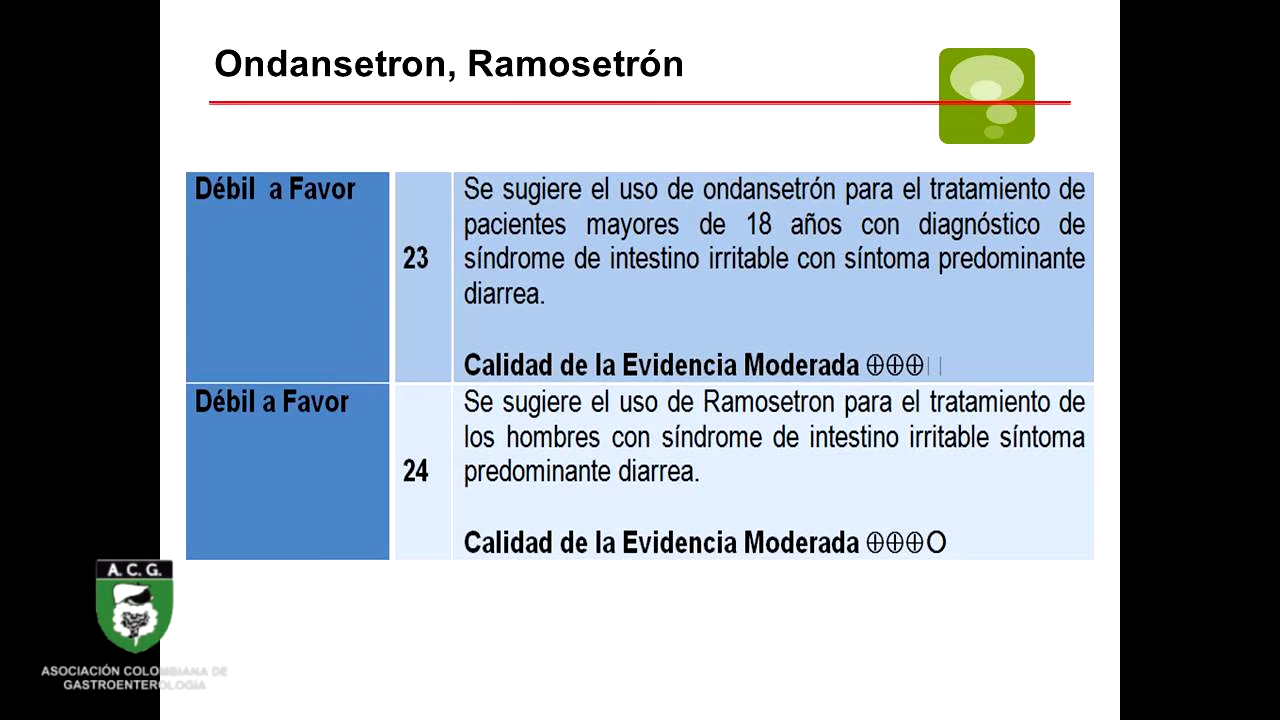 Ondansetron, Ramosetrón
Débil a Favor
23
Se sugiere el uso de ondansetrón para el tratamiento de
pacientes mayores de 18 años con diagnóstico de
síndrome de intestino irritable con síntoma predominante
diarrea.
Calidad de la Evidencia Moderada ⊕⊕⊕
Débil a Favor
24
Se sugiere el uso de Ramosetron para el tratamiento de
los hombres con síndrome de intestino irritable síntoma
predominante diarrea.
Calidad de la Evidencia Moderada ⊕⊕⊕O
A. C. G.
ASOCIACIÓN COLOMBIANA DE
GASTROENTEROLOGÍA